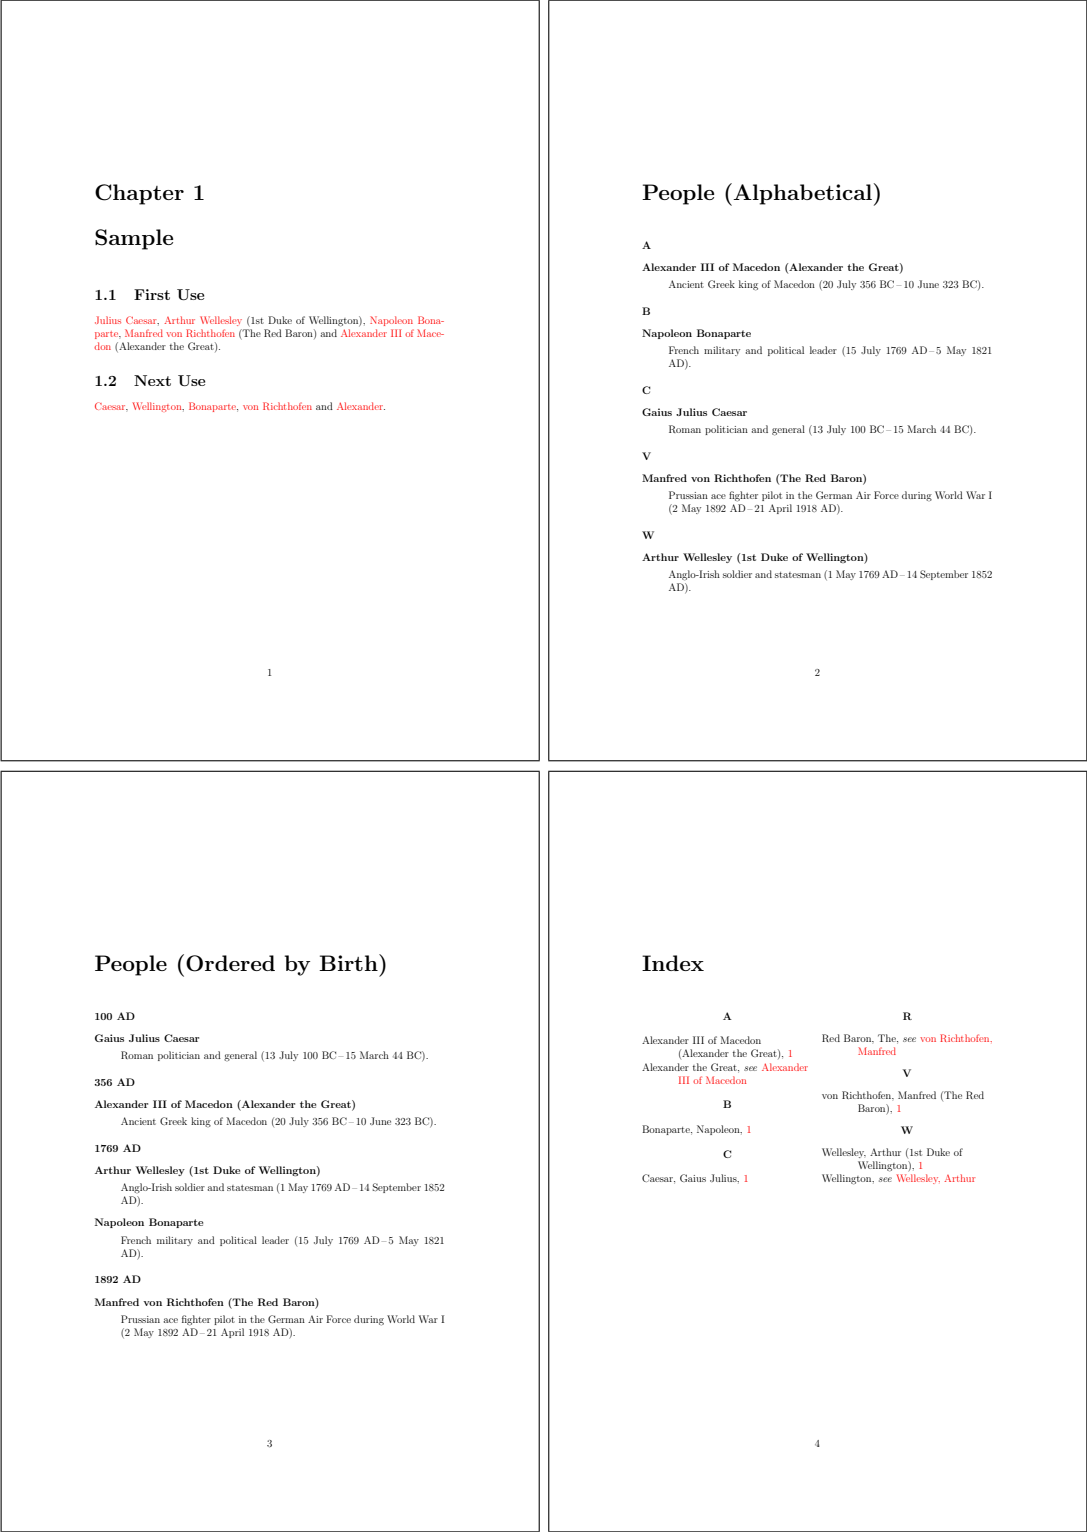 Chapter 1
Sample
1.1 First Use
Julius Caesar, Arthur Wellesley (1st Duke of Wellington), Napoleon Bona-
parte, Manfred von Richthofen (The Red Baron) and Alexander III of Mace-
don (Alexander the Great).
1.2 Next Use
Caesar, Wellington, Bonaparte, von Richthofen and Alexander.
1
People (Alphabetical)
A
Alexander III of Macedon (Alexander the Great)
Ancient Greek king of Macedon (20 July 356 BC – 10 June 323 BC).
B
Napoleon Bonaparte
French military and political leader (15 July 1769 AD – 5 May 1821
AD).
C
Gaius Julius Caesar
Roman politician and general (13 July 100 BC – 15 March 44 BC).
V
Manfred von Richthofen (The Red Baron)
Prussian ace fighter pilot in the German Air Force during World War I
(2 May 1892 AD – 21 April 1918 AD).
W
Arthur Wellesley (1st Duke of Wellington)
Anglo-Irish soldier and statesman (1 May 1769 AD – 14 September 1852
AD).
2
People (Ordered by Birth)
100 AD
Gaius Julius Caesar
Roman politician and general (13 July 100 BC – 15 March 44 BC).
356 AD
Alexander III of Macedon (Alexander the Great)
Ancient Greek king of Macedon (20 July 356 BC – 10 June 323 BC).
1769 AD
Arthur Wellesley (1st Duke of Wellington)
Anglo-Irish soldier and statesman (1 May 1769 AD – 14 September 1852
AD).
Napoleon Bonaparte
French military and political leader (15 July 1769 AD – 5 May 1821
AD).
1892 AD
Manfred von Richthofen (The Red Baron)
Prussian ace fighter pilot in the German Air Force during World War I
(2 May 1892 AD – 21 April 1918 AD).
3
Index
A
Alexander III of Macedon
(Alexander the Great), 1
Alexander the Great, see Alexander
III of Macedon
B
Bonaparte, Napoleon, 1
C
Caesar, Gaius Julius, 1
R
Red Baron, The, see von Richthofen,
Manfred
V
von Richthofen, Manfred (The Red
Baron), 1
W
Wellesley, Arthur (1st Duke of
Wellington), 1
Wellington, see Wellesley, Arthur
4